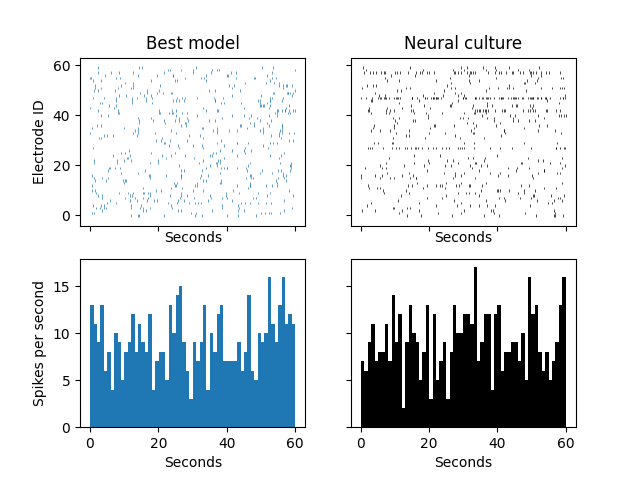 Best model
Neural culture
Electrode ID
60
40
20
0
Seconds
Seconds
Spikes per second
15
10
5
0
0 20 40 60
0 20 40 60
Seconds
Seconds